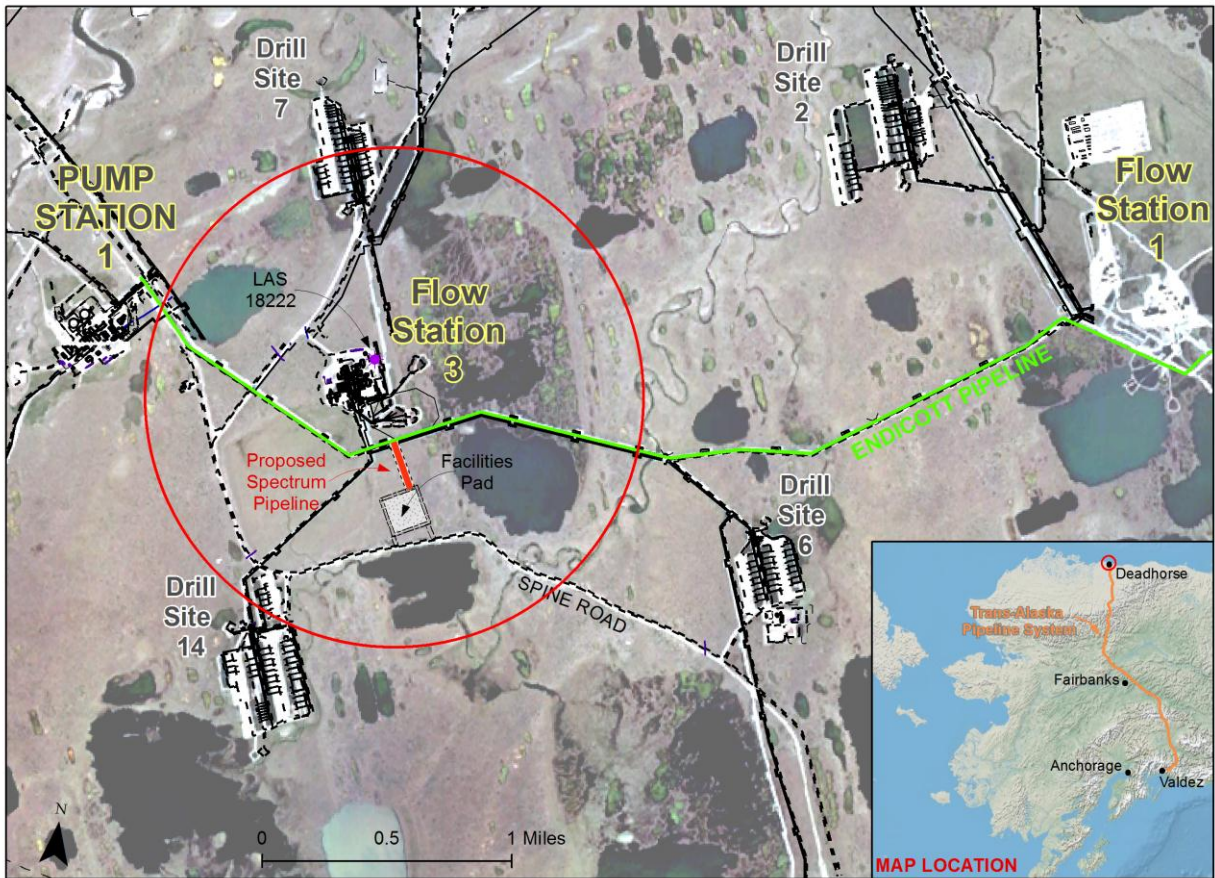 Drill
Site
7
Drill
Site
2
PUMP
STATION
1
Flow
Station
1
LAS
18222
Flow
Station
3
ENDICOTT PIPELINE
Proposed
Spectrum
Pipeline
Facilities
Pad
Drill
Site
6
Drill
Site
14
SPINE ROAD
Deadhorse
Trans-Alaska
Pipeline System
Fairbanks
Anchorage
Valdez
MAP LOCATION
N
0 0.5 1 Miles